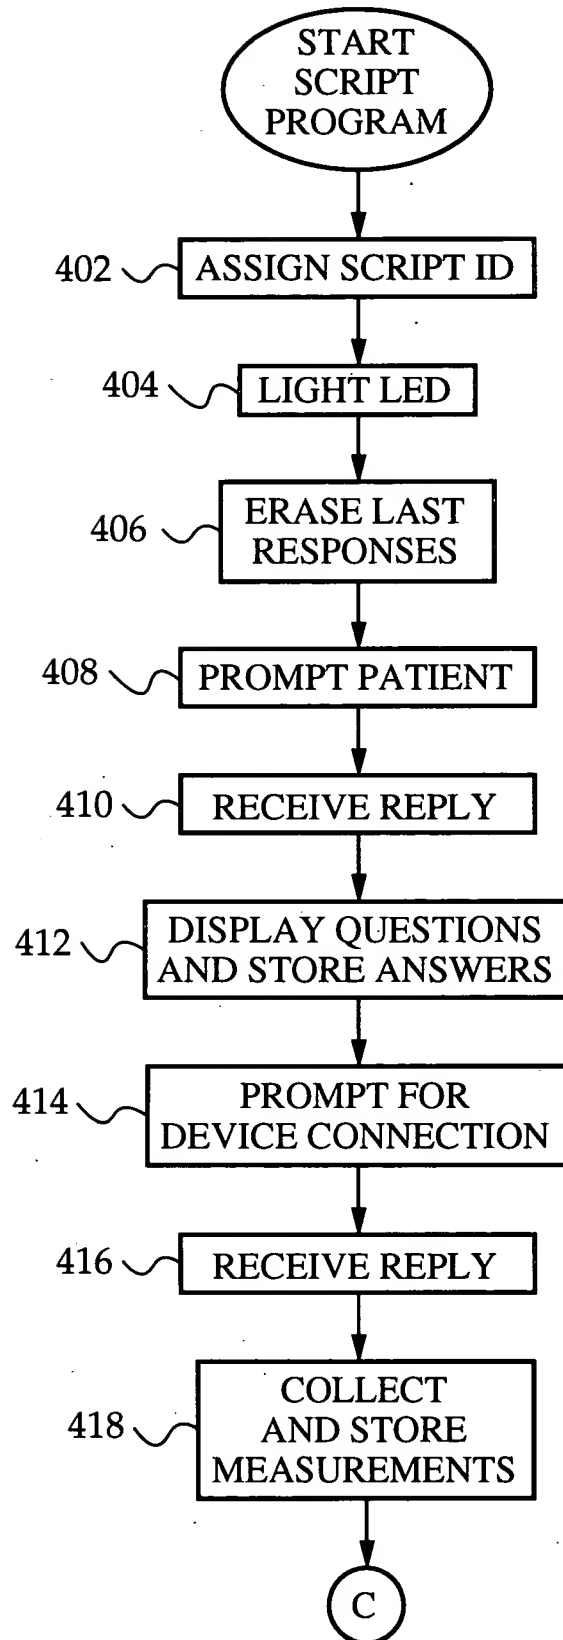 START
SCRIPT
PROGRAM
402 ASSIGN SCRIPT ID
404 LIGHT LED
406 ERASE LAST
RESPONSES
408 PROMPT PATIENT
410 RECEIVE REPLY
412 DISPLAY QUESTIONS
AND STORE ANSWERS
414 PROMPT FOR
DEVICE CONNECTION
416 RECEIVE REPLY
418 COLLECT
AND STORE
MEASUREMENTS
C